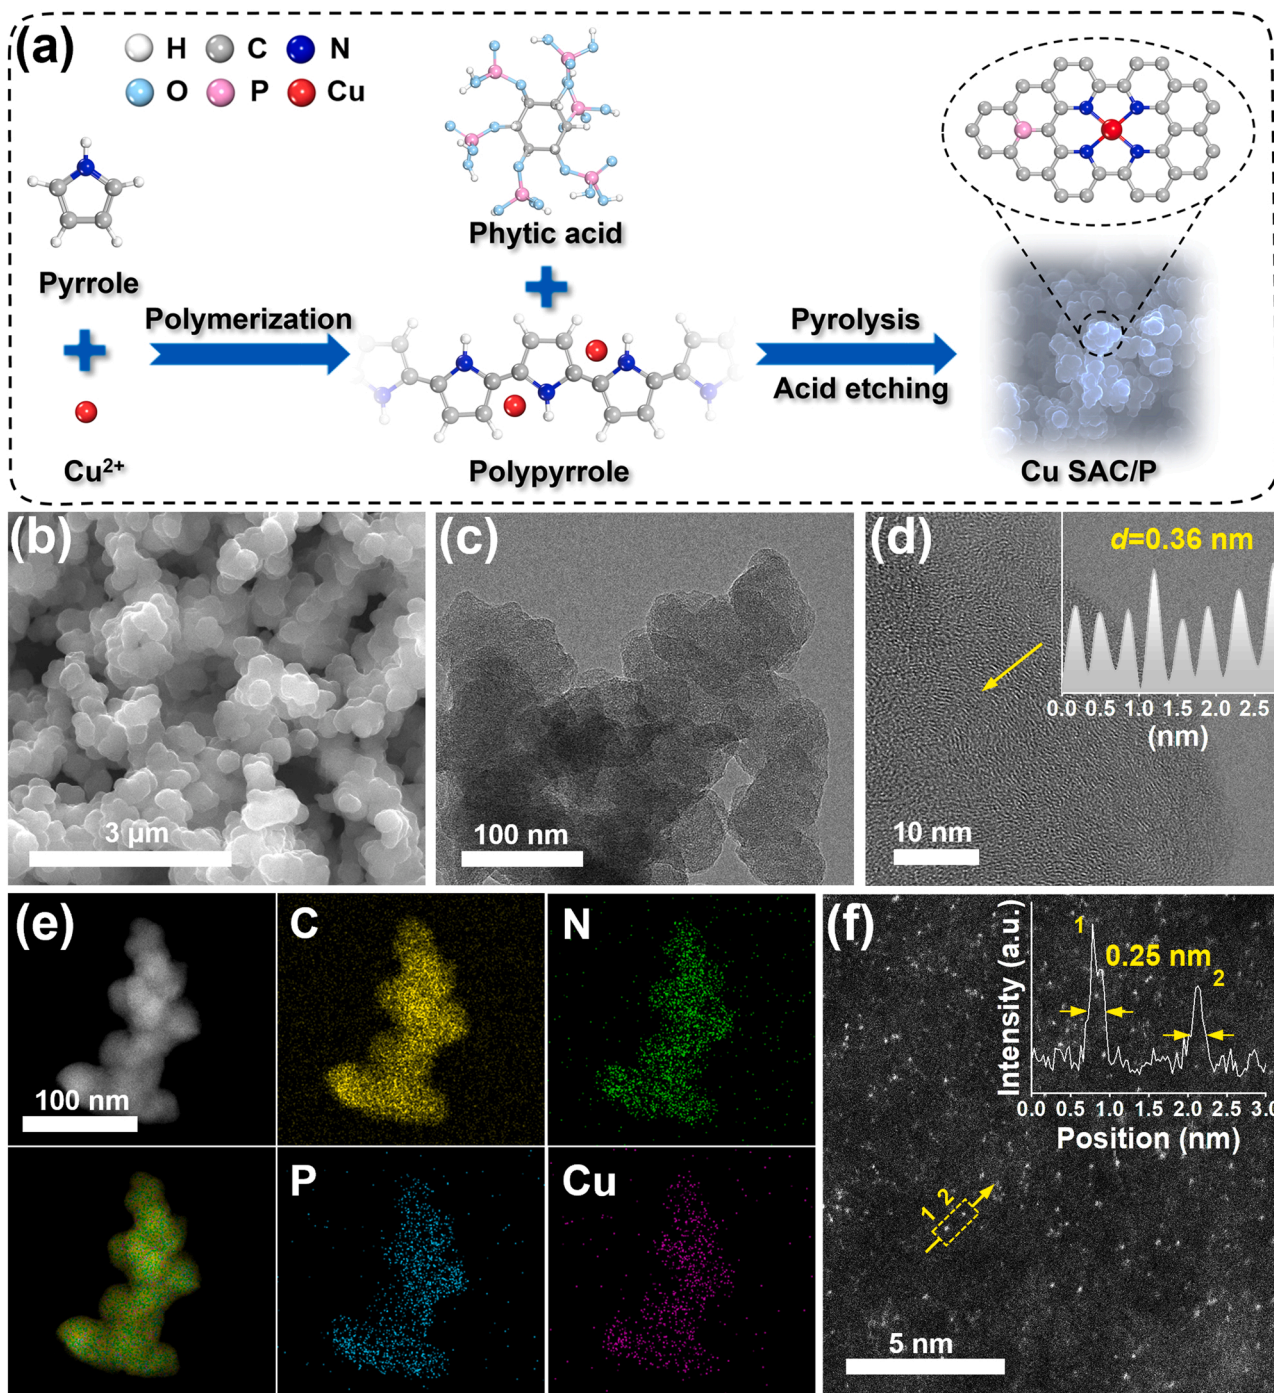 (a)
H C N
O P Cu
Pyrrole
Cu²⁺
Polymerization
Phytic acid
Polypyrrole
Pyrolysis
Acid etching
Cu SAC/P
(b)
3 µm
(c)
100 nm
(d)
d=0.36 nm
0.0 0.5 1.0 1.5 2.0 2.5
(nm)
10 nm
(e)
100 nm
C
N
P
Cu
(f)
Intensity (a.u.)
1
0.25 nm
2
0.0 0.5 1.0 1.5 2.0 2.5 3.0
Position (nm)
1 2
5 nm